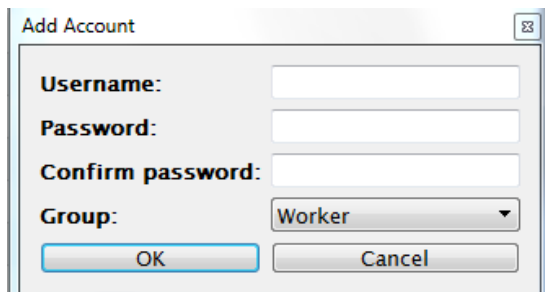 Add Account
Username:
Password:
Confirm password:
Group: Worker
OK Cancel